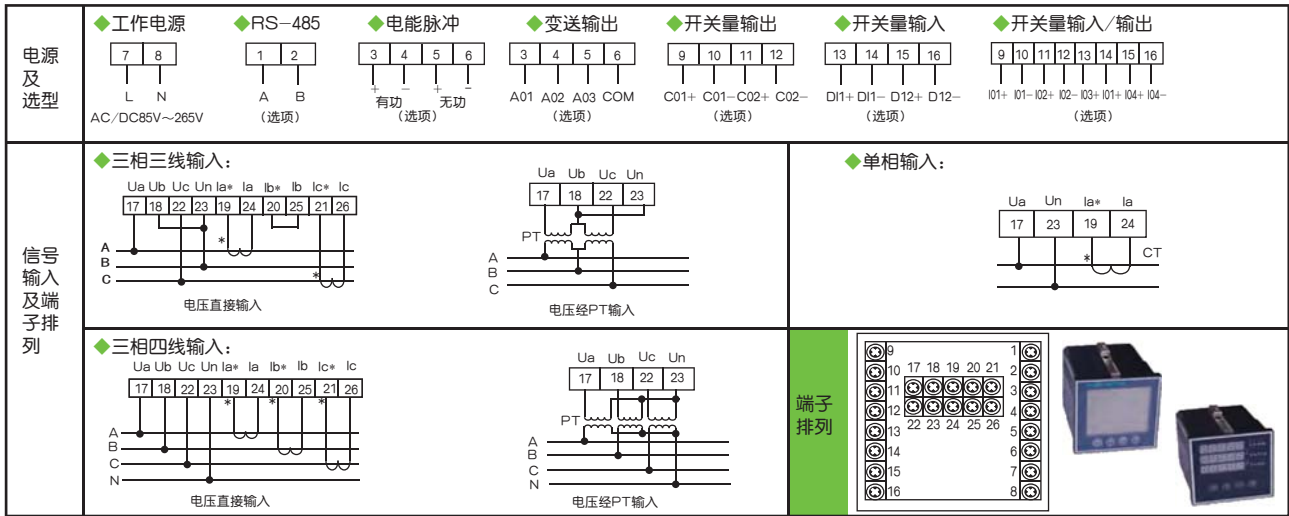 电源
及
选型
◆工作电源
7 8
L N
AC/DC85V～265V
◆RS-485
1 2
A B
(选项)
◆电能脉冲
3 4 5 6
+ - + -
有功 无功
(选项)
◆变送输出
3 4 5 6
A01 A02 A03 COM
(选项)
◆开关量输出
9 10 11 12
C01+ C01- C02+ C02-
(选项)
◆开关量输入
13 14 15 16
DI1+ DI1- D12+ D12-
(选项)
◆开关量输入/输出
9 10 11 12 13 14 15 16
I01+ I01- I02+ I02- I03+ I01+ I04+ I04-
(选项)
信号
输入
及端
子排
列
◆三相三线输入：
Ua Ub Uc Un Ia* Ia Ib* Ib Ic* Ic
17 18 22 23 19 24 20 25 21 26
*
A
B
C
*
电压直接输入
Ua Ub Uc Un
17 18 22 23
PT
A
B
C
电压经PT输入
◆单相输入：
Ua Un Ia* Ia
17 23 19 24
* CT
◆三相四线输入：
Ua Ub Uc Un Ia* Ia Ib* Ib Ic* Ic
17 18 22 23 19 24 20 25 21 26
* * *
A
B
C
N
电压直接输入
Ua Ub Uc Un
17 18 22 23
PT
A
B
C
N
电压经PT输入
端子
排列
9 1
10 17 18 19 20 21 2
11 3
12 4
13 22 23 24 25 26 5
14 6
15 7
16 8